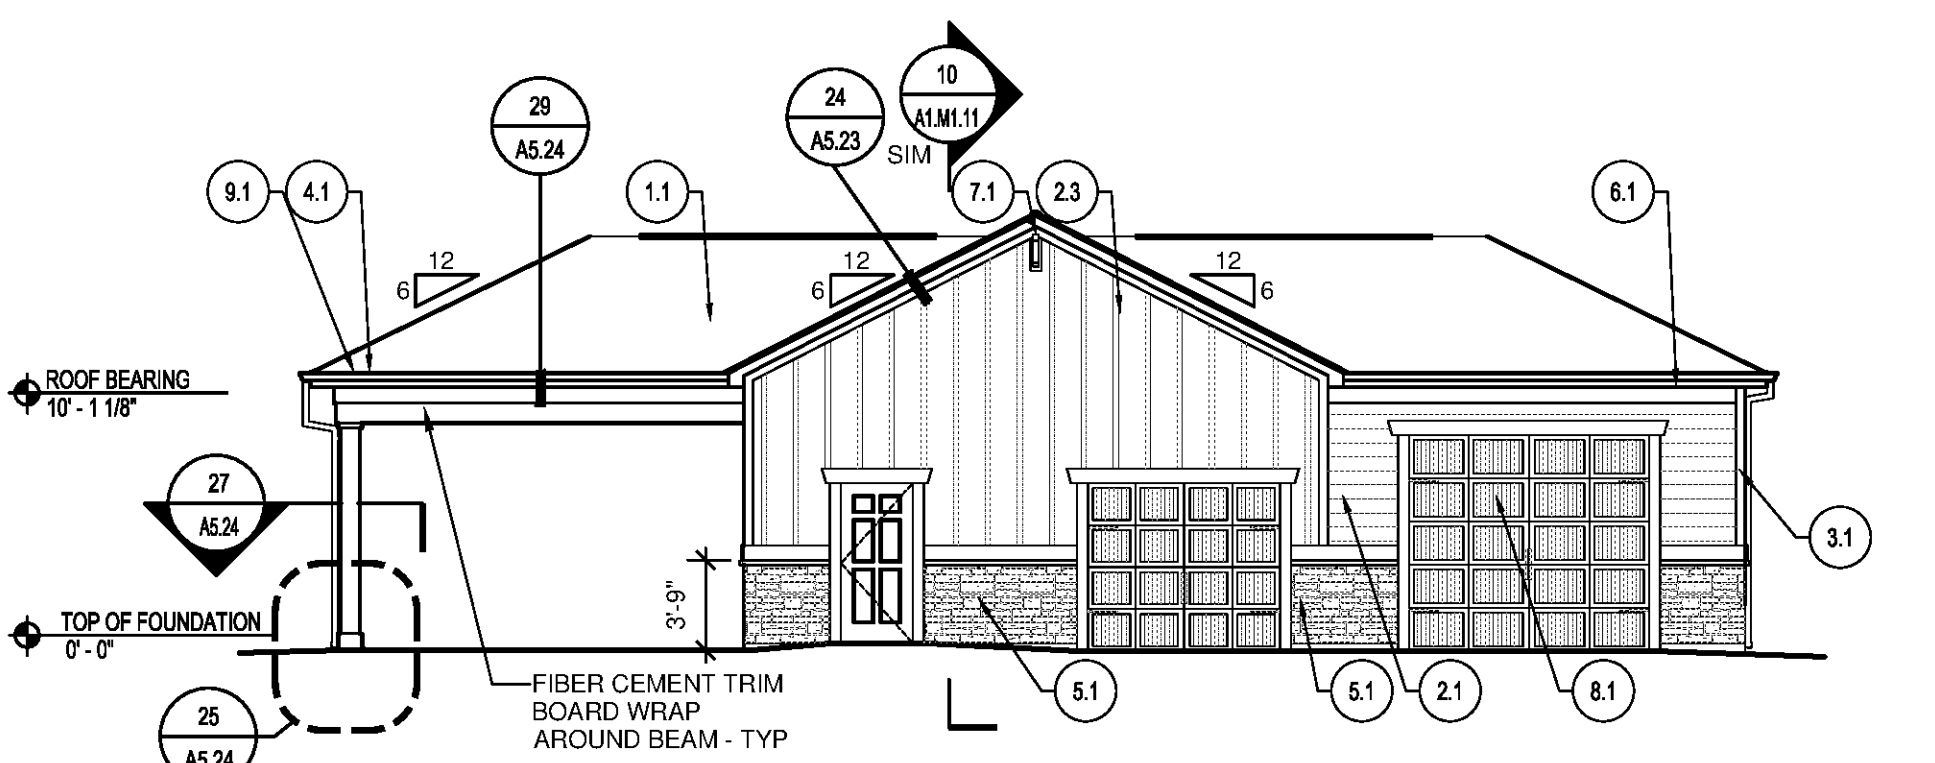 10
A1.M1.11
SIM
29
A5.24
24
A5.23
9.1
4.1
1.1
7.1
2.3
6.1
12
6
12
6
12
6
ROOF BEARING
10' - 1 1/8"
27
A5.24
3.1
3'-9"
TOP OF FOUNDATION
0' - 0"
FIBER CEMENT TRIM
BOARD WRAP
AROUND BEAM - TYP
5.1
5.1
2.1
8.1
25
A5.24